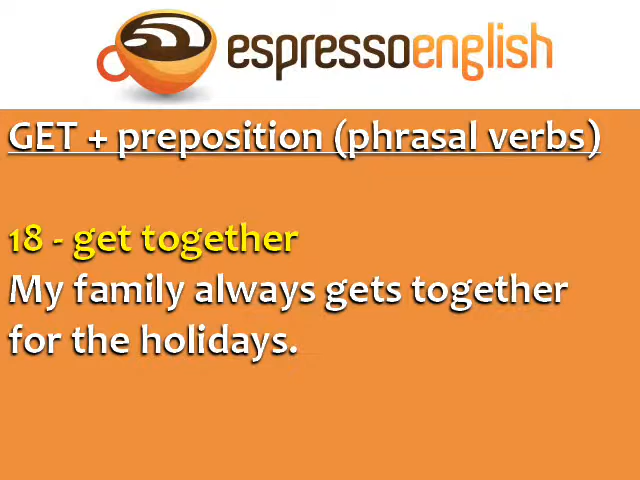 espressoenglish
GET + preposition (phrasal verbs)
18 - get together
My family always gets together
for the holidays.